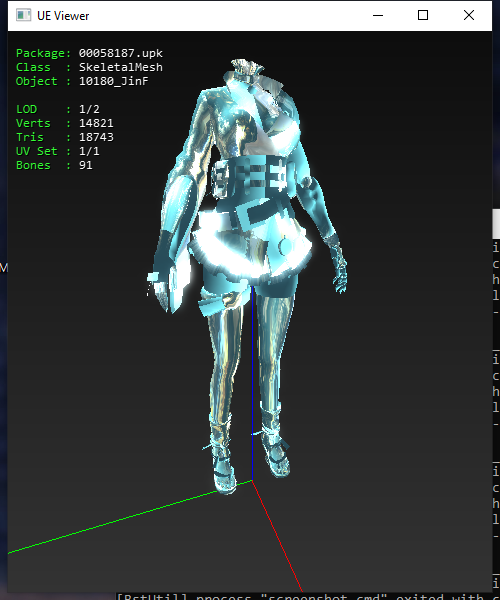 UE Viewer
Package: 00058187.upk
Class : SkeletalMesh
Object : 10180_JinF
LOD : 1/2
Verts : 14821
Tris : 18743
UV Set : 1/1
Bones : 91
M
i
c
h
l
-
i
c
h
l
-
i
c
h
l
-
i
[BstUtil] process "screenshot.cmd" exited with c